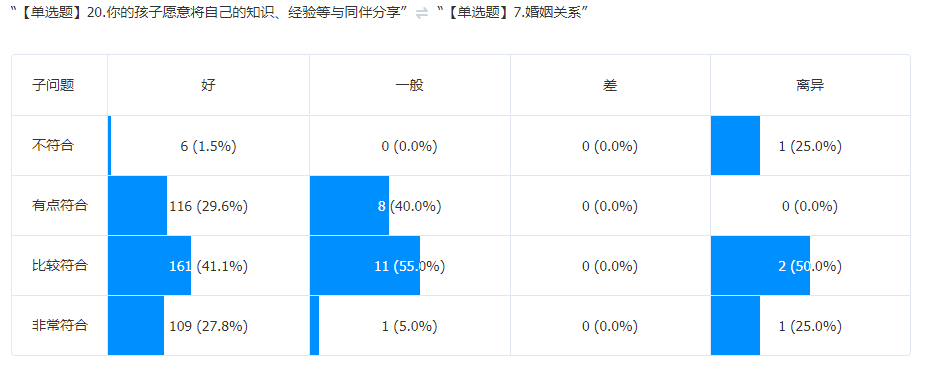 “【单选题】20.你的孩子愿意将自己的知识、经验等与同伴分享” ⇌ “【单选题】7.婚姻关系”
子问题 好 一般 差 离异
不符合 6 (1.5%) 0 (0.0%) 0 (0.0%) 1 (25.0%)
有点符合 116 (29.6%) 8 (40.0%) 0 (0.0%) 0 (0.0%)
比较符合 161 (41.1%) 11 (55.0%) 0 (0.0%) 2 (50.0%)
非常符合 109 (27.8%) 1 (5.0%) 0 (0.0%) 1 (25.0%)